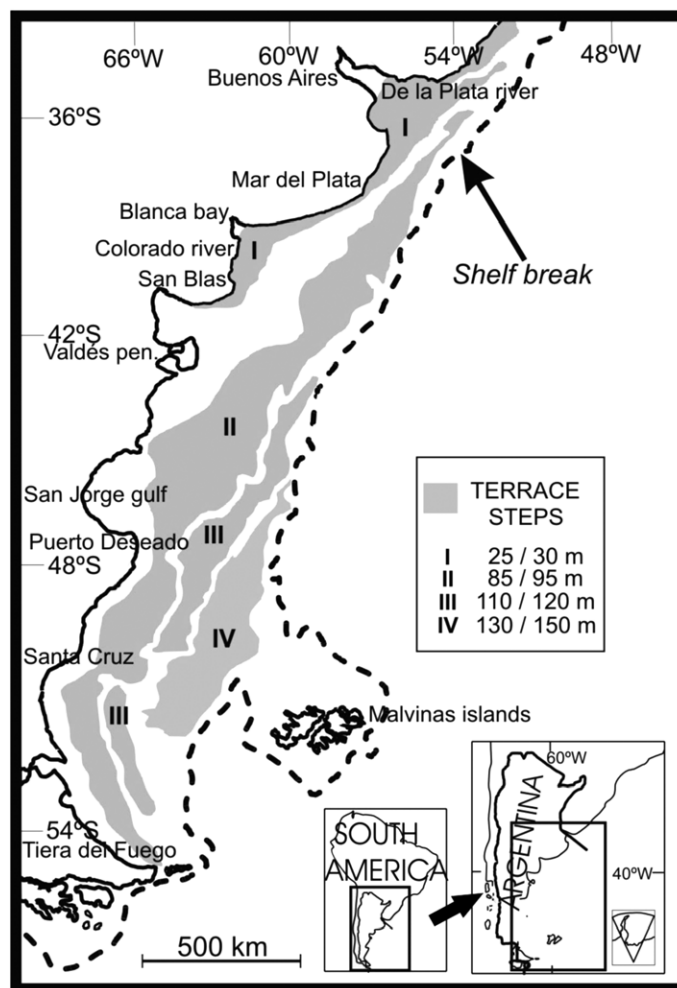 66ºW 60ºW 54ºW 48ºW
Buenos Aires
De la Plata river
36ºS
I
Mar del Plata
Blanca bay
Colorado river
I
San Blas
Shelf break
42ºS
Valdés pen.
II
San Jorge gulf
Puerto Deseado
III
48ºS
IV
Santa Cruz
III
Malvinas islands
54ºS
Tiera del Fuego
500 km
TERRACE
STEPS
I 25 / 30 m
II 85 / 95 m
III 110 / 120 m
IV 130 / 150 m
SOUTH
AMERICA
60ºW
ARGENTINA
40ºW